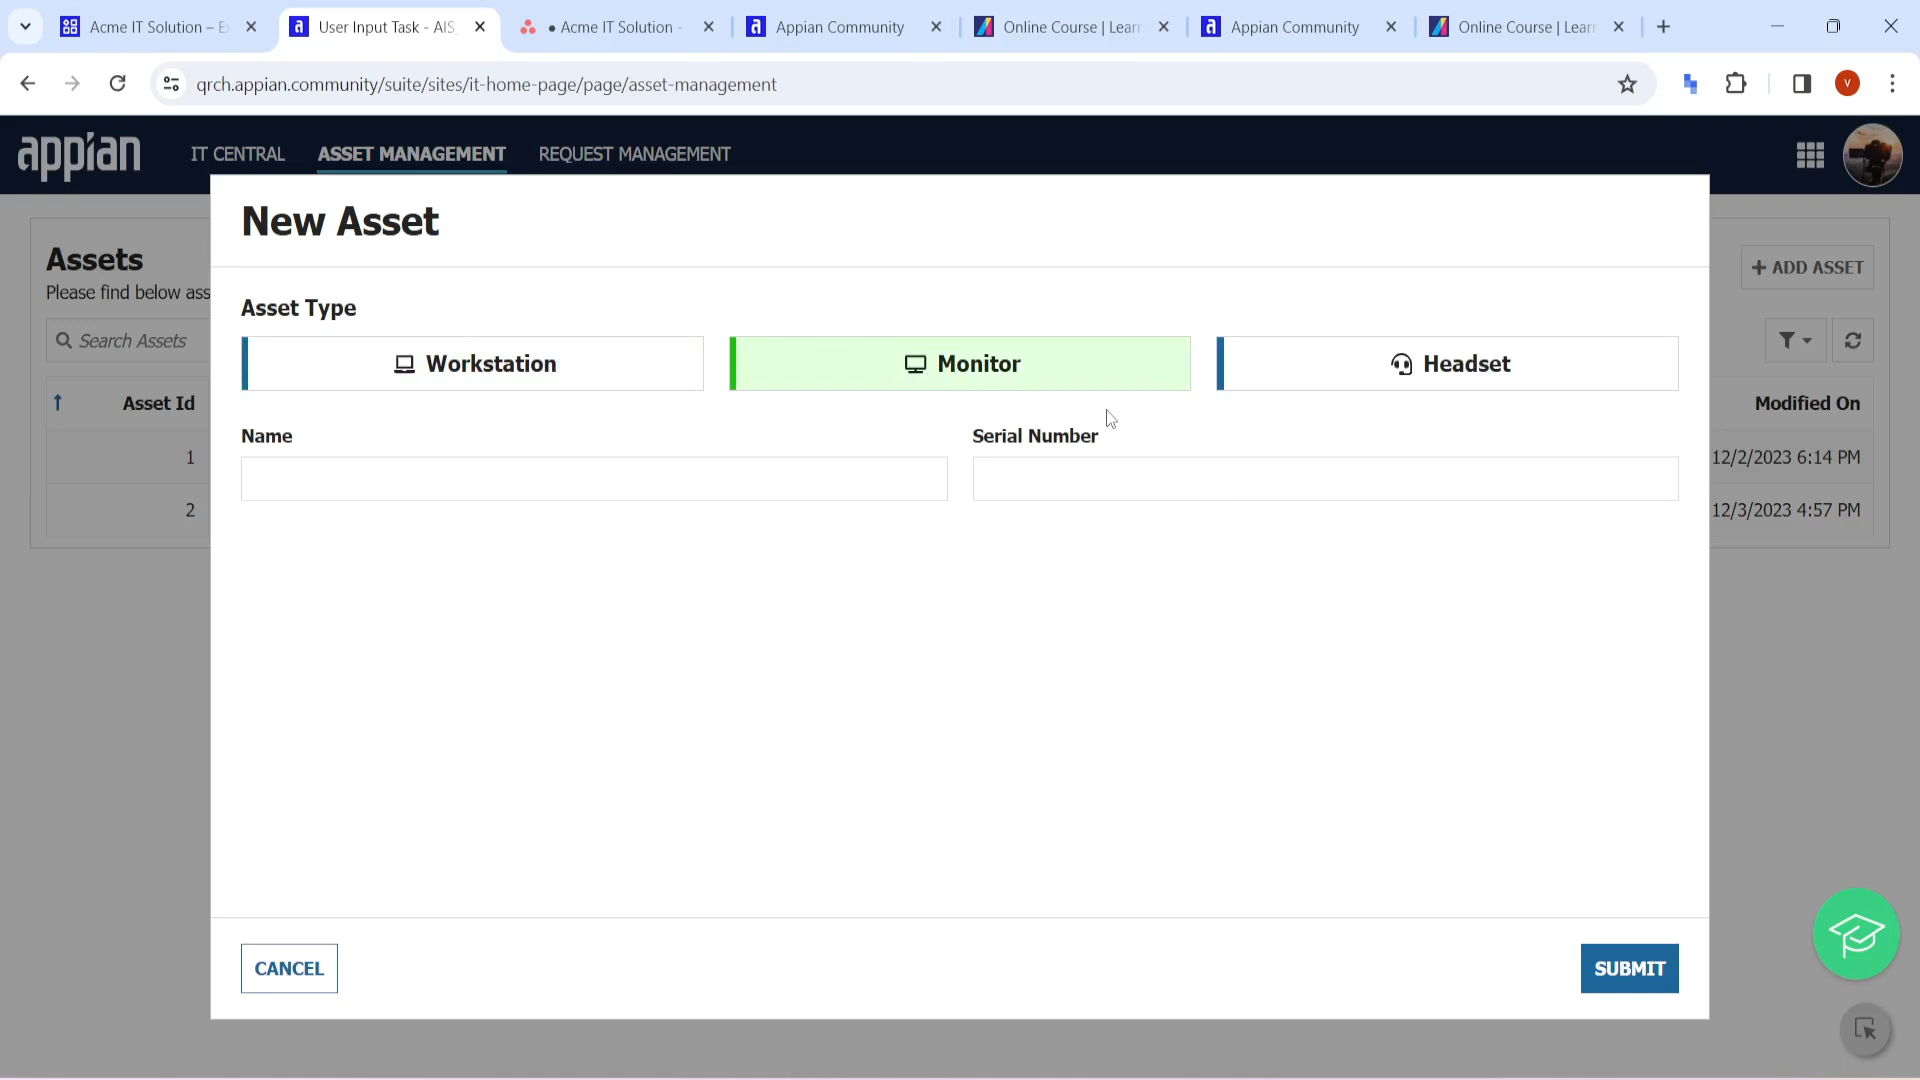 Acme IT Solution – E
User Input Task - AIS_
• Acme IT Solution -
Appian Community
Online Course | Learn
Appian Community
Online Course | Learn
qrch.appian.community/suite/sites/it-home-page/page/asset-management
V
appian
IT CENTRAL
ASSET MANAGEMENT
REQUEST MANAGEMENT
New Asset
Assets
Please find below ass
+ ADD ASSET
Asset Type
Search Assets
Workstation
Monitor
Headset
Asset Id
Modified On
Name
Serial Number
1
12/2/2023 6:14 PM
2
12/3/2023 4:57 PM
CANCEL
SUBMIT